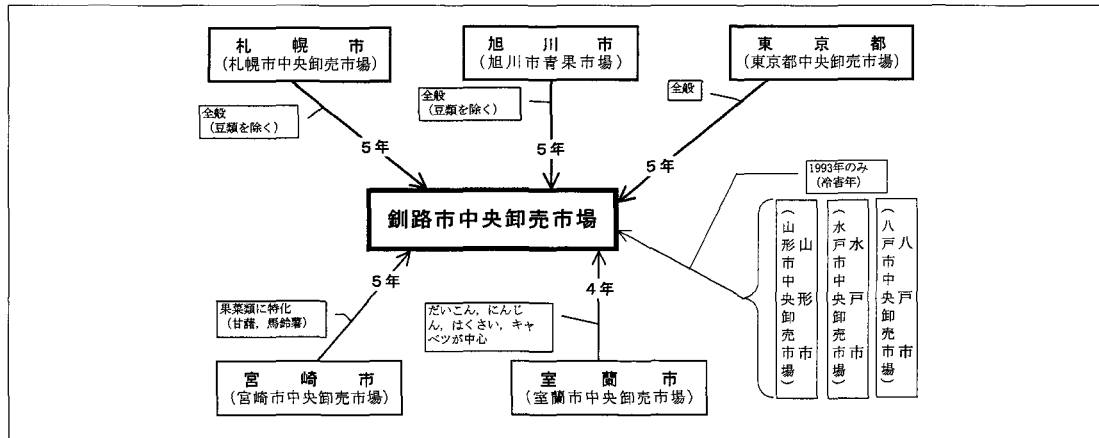 札幌市
(札幌市中央卸売市場)
旭川市
(旭川市青果市場)
東京都
(東京都中央卸売市場)
全般
(豆類を除く)
全般
(豆類を除く)
全般
5年
5年
5年
1993年のみ
(冷害年)
釧路市中央卸売市場
八戸市
(八戸市中央卸売市場)
水戸市
(水戸市中央卸売市場)
山形市
(山形市中央卸売市場)
5年
4年
果菜類に特化
(甘藷,馬鈴薯)
だいこん,にんじ
ん,はくさい,キャ
ベツが中心
宮崎市
(宮崎市中央卸売市場)
室蘭市
(室蘭市中央卸売市場)